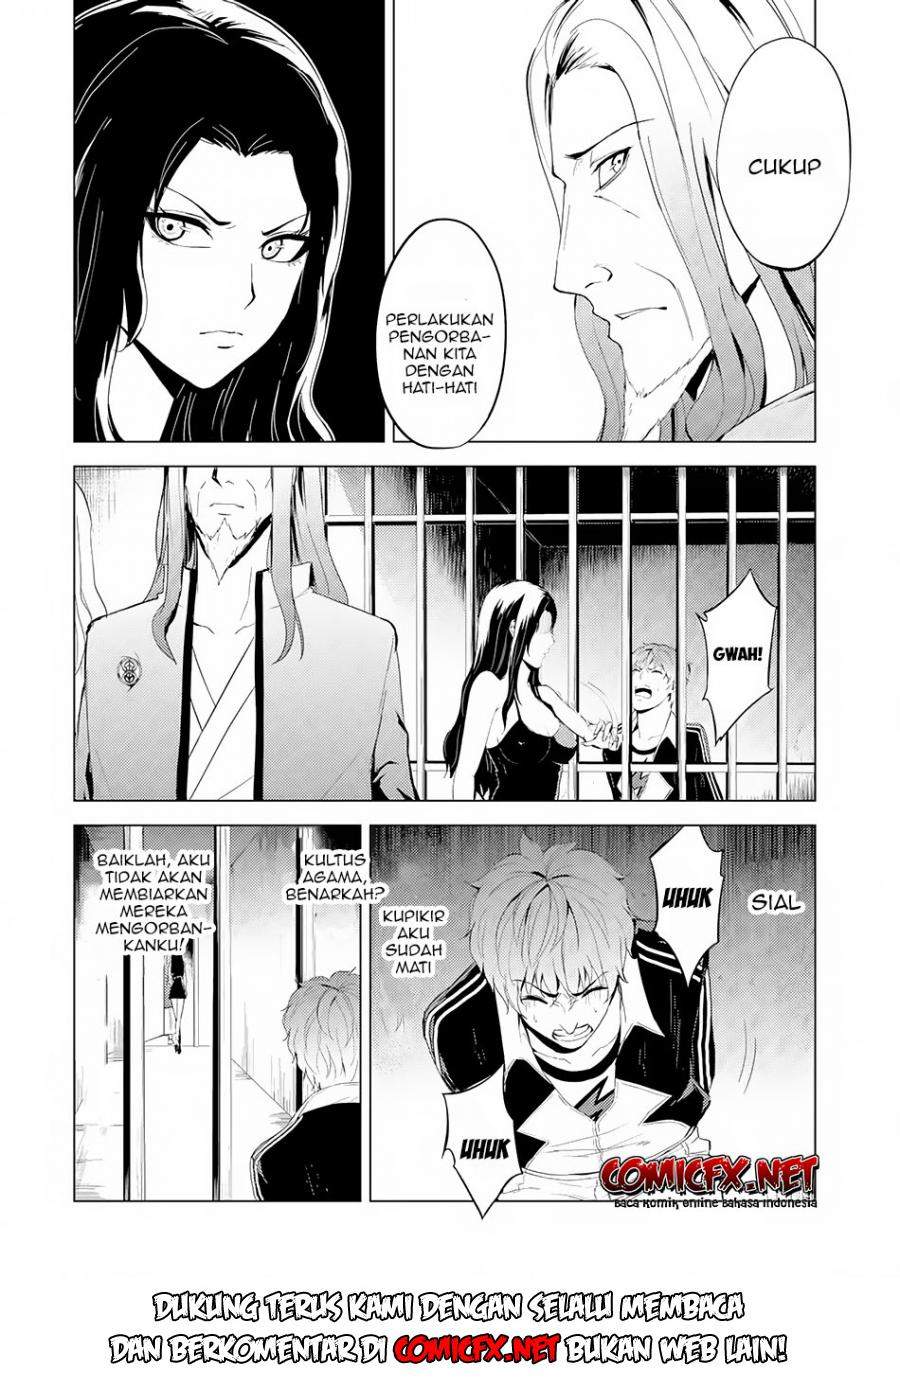 CUKUP
PERLAKUKAN
PENGORBA-
NAN KITA
DENGAN
HATI-HATI
GWAH!
SIAL
UHUK
KUPIKIR
AKU
SUDAH
MATI
UHUK
KULTUS
AGAMA,
BENARKAH?
BAIKLAH, AKU
TIDAK AKAN
MEMBIARKAN
MEREKA
MENGORBAN-
KANKU!
COMICFX.NET
Baca Komik Online Bahasa Indonesia
DUKUNG TERUS KAMI DENGAN SELALU MEMBACA
DAN BERKOMENTAR DI COMICFX.NET BUKAN WEB LAIN!